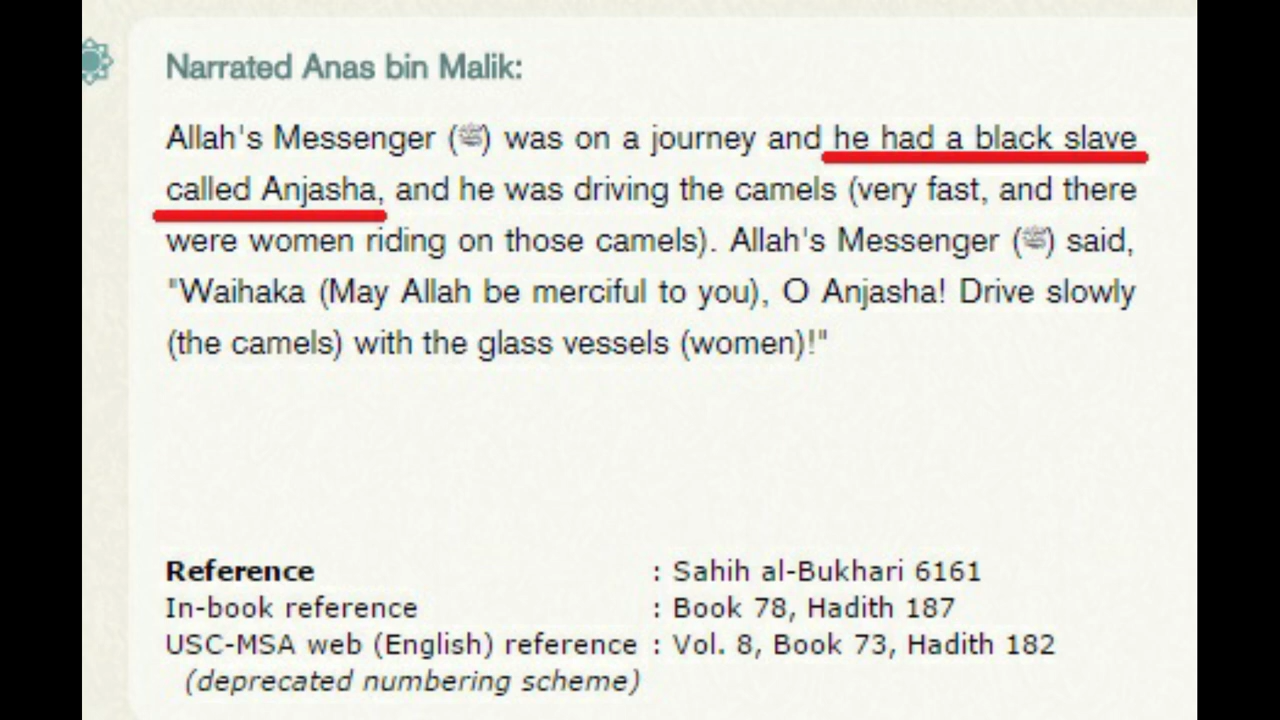 Narrated Anas bin Malik:
Allah's Messenger (ﷺ) was on a journey and he had a black slave
called Anjasha, and he was driving the camels (very fast, and there
were women riding on those camels). Allah's Messenger (ﷺ) said,
"Waihaka (May Allah be merciful to you), O Anjasha! Drive slowly
(the camels) with the glass vessels (women)!"
Reference : Sahih al-Bukhari 6161
In-book reference : Book 78, Hadith 187
USC-MSA web (English) reference : Vol. 8, Book 73, Hadith 182
(deprecated numbering scheme)